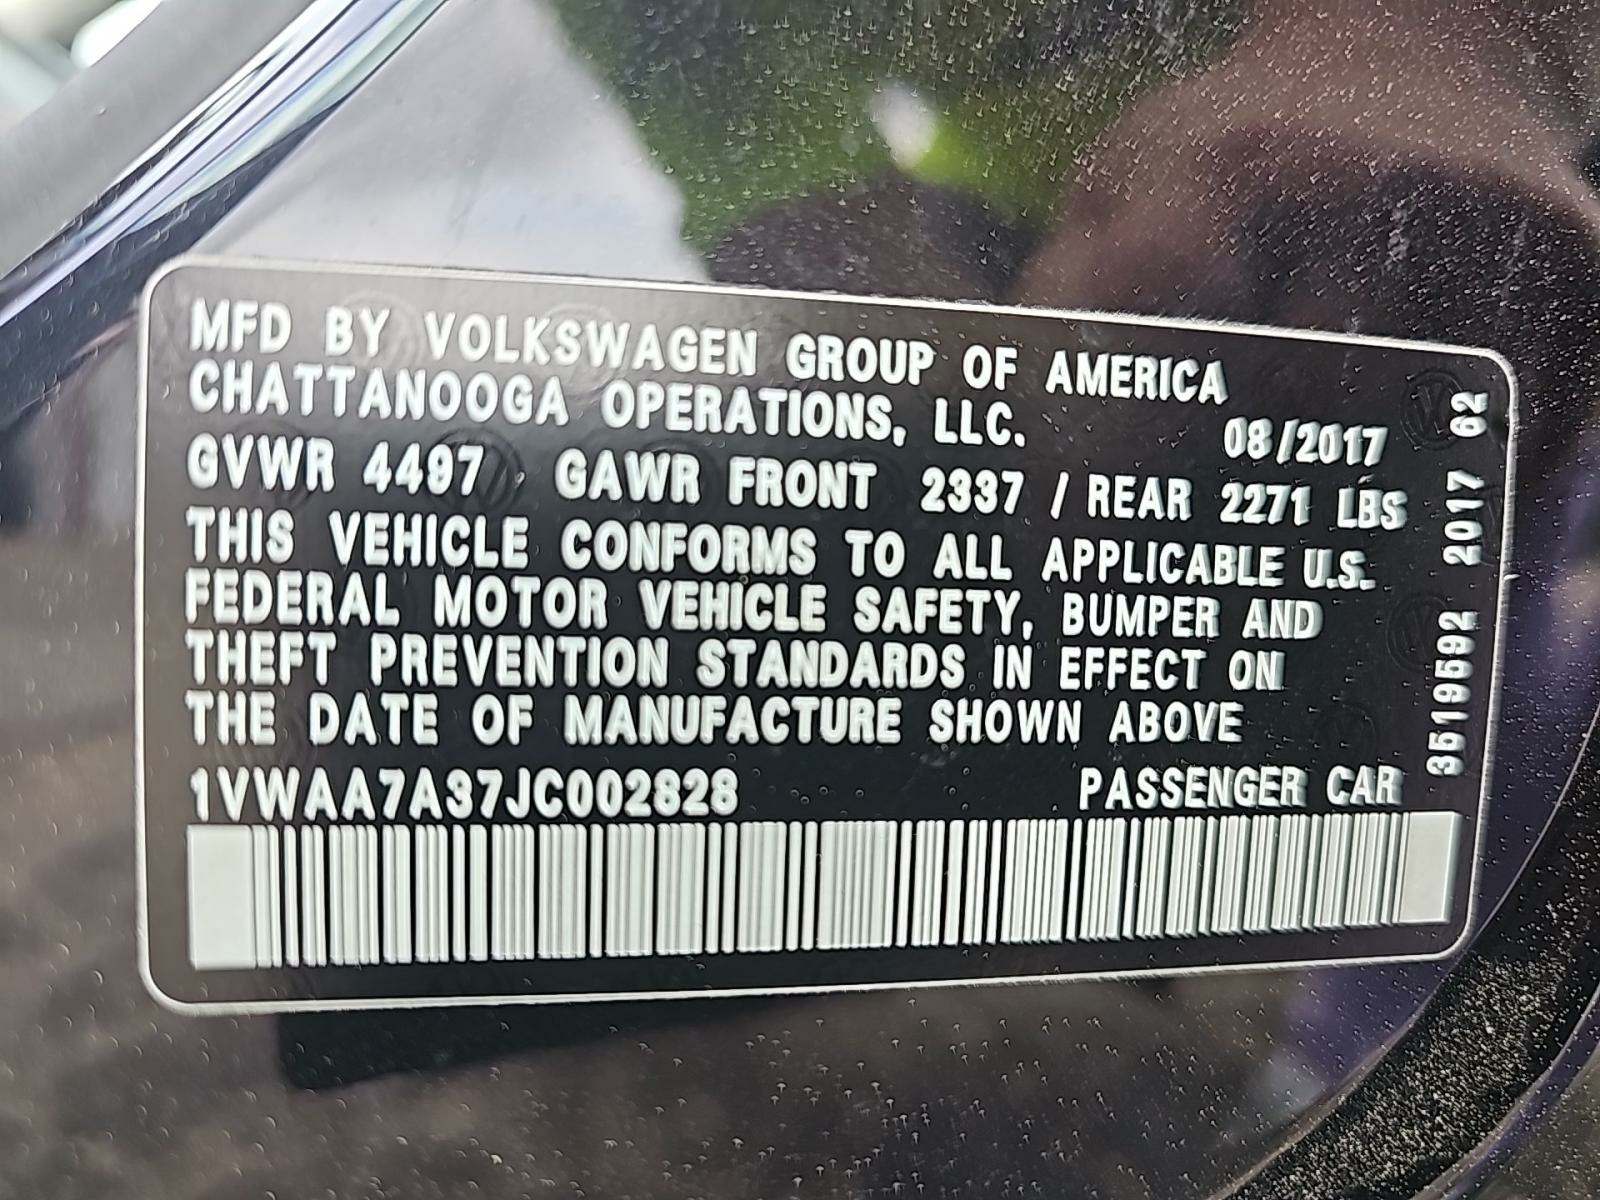 MFD BY VOLKSWAGEN GROUP OF AMERICA
CHATTANOOGA OPERATIONS, LLC. 08/2017
GVWR 4497 GAWR FRONT 2337 / REAR 2271 LBS
THIS VEHICLE CONFORMS TO ALL APPLICABLE U.S.
FEDERAL MOTOR VEHICLE SAFETY, BUMPER AND
THEFT PREVENTION STANDARDS IN EFFECT ON
THE DATE OF MANUFACTURE SHOWN ABOVE
1VWAA7A37JC002828 PASSENGER CAR
3519592 2017 62